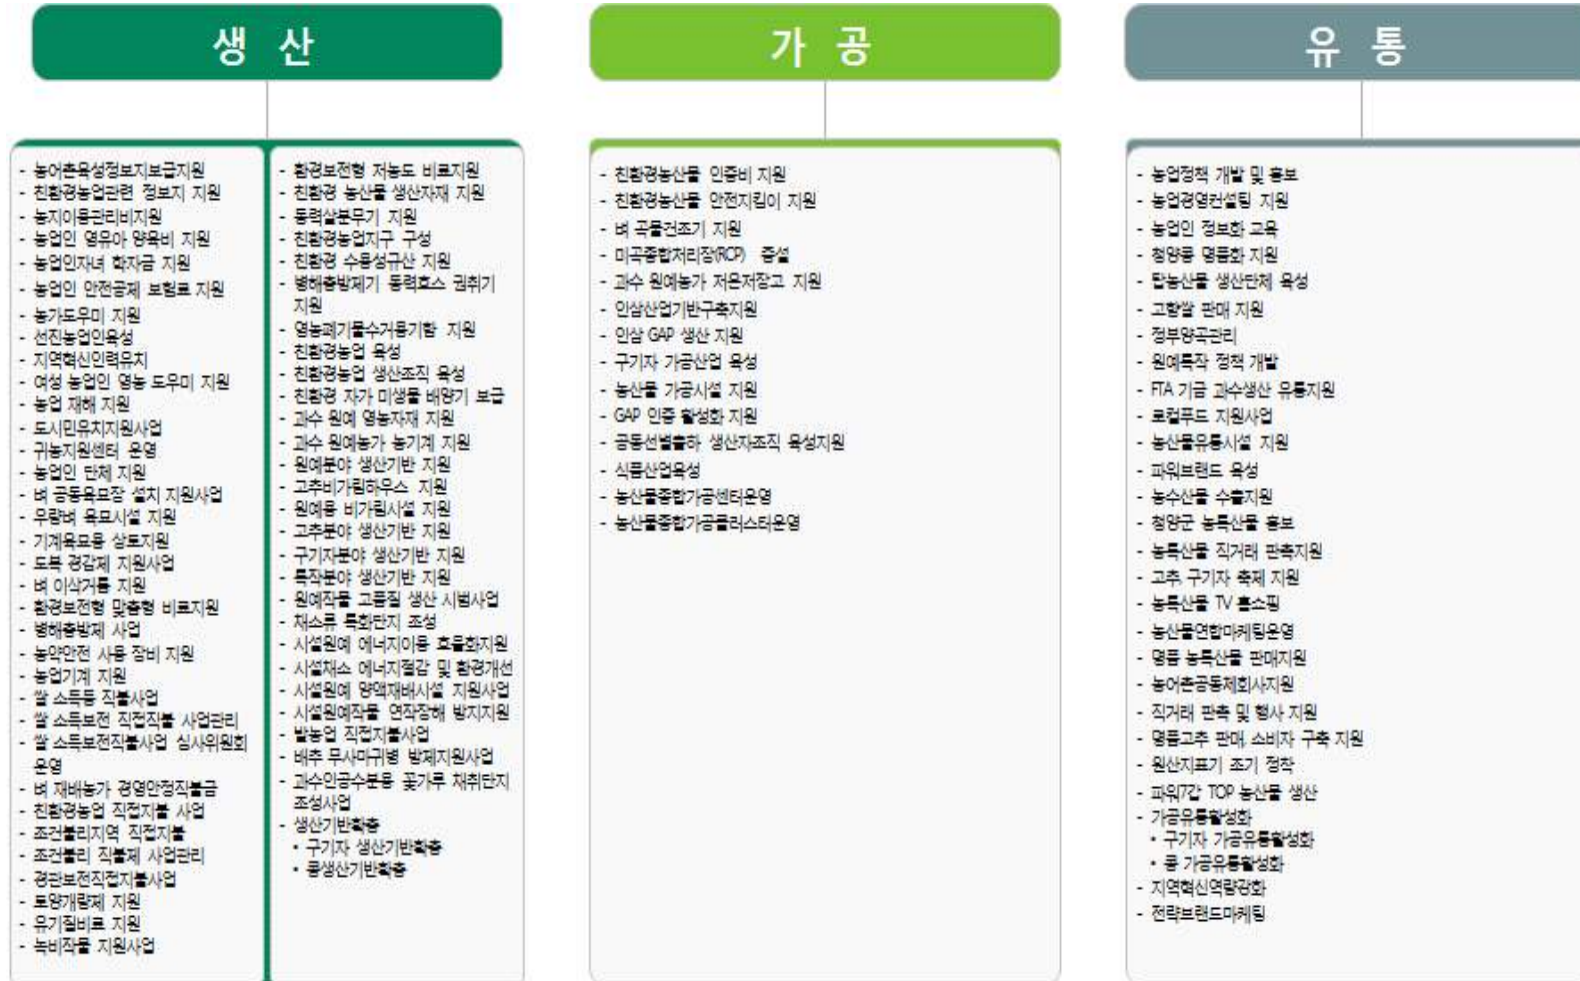 생 산
- 농어촌육성정보지보급지원
- 친환경농업관련 정보지 지원
- 농지이용관리비지원
- 농업인 영유아 양육비 지원
- 농업인자녀 학자금 지원
- 농업인 안전공제 보험료 지원
- 농가도우미 지원
- 선진농업인육성
- 지역혁신인력유치
- 여성 농업인 영농 도우미 지원
- 농업 재해 지원
- 도시민유치지원사업
- 귀농지원센터 운영
- 농업인 단체 지원
- 벼 공동육묘장 설치 지원사업
- 우량벼 육묘시설 지원
- 기계육묘용 상토지원
- 도복 경감제 지원사업
- 벼 이삭거름 지원
- 환경보전형 맞춤형 비료지원
- 병해충방제 사업
- 농약안전 사용 장비 지원
- 농업기계 지원
- 쌀 소득등 직불사업
- 쌀 소득보전 직접직불 사업관리
- 쌀 소득보전직불사업 심사위원회
운영
- 벼 재배농가 경영안정직불금
- 친환경농업 직접지불 사업
- 조건불리지역 직접지불
- 조건불리 직불제 사업관리
- 경관보전직접지불사업
- 토양개량제 지원
- 유기질비료 지원
- 녹비작물 지원사업
- 환경보전형 저농도 비료지원
- 친환경 농산물 생산자재 지원
- 동력살분무기 지원
- 친환경농업지구 구성
- 친환경 수용성규산 지원
- 병해충방제기 동력호스 권취기
지원
- 영농폐기물수거용기함 지원
- 친환경농업 육성
- 친환경농업 생산조직 육성
- 친환경 자가 미생물 배양기 보급
- 과수 원예 영농자재 지원
- 과수 원예농가 농기계 지원
- 원예분야 생산기반 지원
- 고추비가림하우스 지원
- 원예용 비가림시설 지원
- 고추분야 생산기반 지원
- 구기자분야 생산기반 지원
- 특작분야 생산기반 지원
- 원예작물 고품질 생산 시범사업
- 채소류 특화단지 조성
- 시설원예 에너지이용 효율화지원
- 시설채소 에너지절감 및 환경개선
- 시설원예 양액재배시설 지원사업
- 시설원예작물 연작장해 방지지원
- 밭농업 직접지불사업
- 배추 무사마귀병 방제지원사업
- 과수인공수분용 꽃가루 채취단지
조성사업
- 생산기반확충
• 구기자 생산기반확충
• 콩생산기반확충
가 공
- 친환경농산물 인증비 지원
- 친환경농산물 안전지킴이 지원
- 벼 곡물건조기 지원
- 미곡종합처리장(RCP) 증설
- 과수 원예농가 저온저장고 지원
- 인삼산업기반구축지원
- 인삼 GAP 생산 지원
- 구기자 가공산업 육성
- 농산물 가공시설 지원
- GAP 인증 활성화 지원
- 공동선별출하 생산자조직 육성지원
- 식품산업육성
- 농산물종합가공센터운영
- 농산물종합가공클러스터운영
유 통
- 농업정책 개발 및 홍보
- 농업경영컨설팅 지원
- 농업인 정보화 교육
- 청양콩 명품화 지원
- 탑농산물 생산단체 육성
- 고향쌀 판매 지원
- 정부양곡관리
- 원예특작 정책 개발
- FTA 기금 과수생산 유통지원
- 로컬푸드 지원사업
- 농산물유통시설 지원
- 파워브랜드 육성
- 농수산물 수출지원
- 청양군 농특산물 홍보
- 농특산물 직거래 판촉지원
- 고추, 구기자 축제 지원
- 농특산물 TV 홈쇼핑
- 농산물연합마케팅운영
- 명품 농특산물 판매지원
- 농어촌공동체회사지원
- 직거래 판촉 및 행사 지원
- 명품고추 판매, 소비자 구축 지원
- 원산지표기 조기 정착
- 파워7갑 TOP 농산물 생산
- 가공유통활성화
• 구기자 가공유통활성화
• 콩 가공유통활성화
- 지역혁신역량강화
- 전략브랜드마케팅